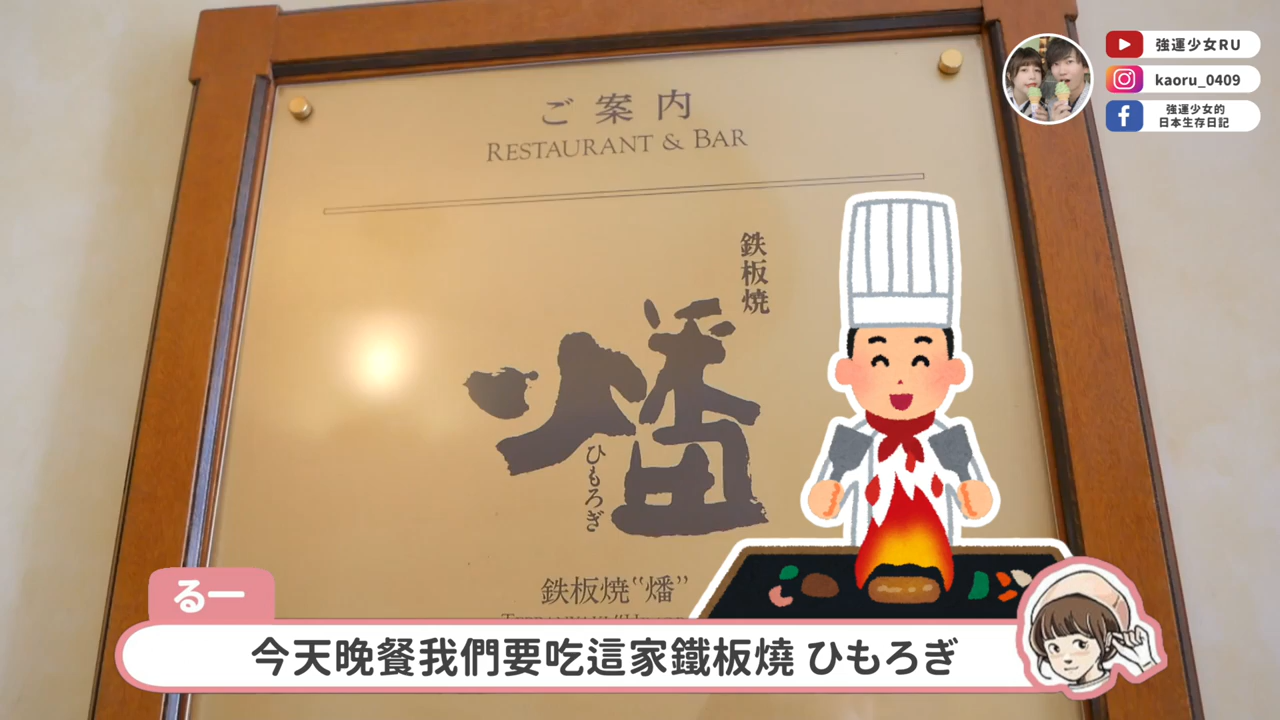 強運少女RU
kaoru_0409
強運少女的
日本生存日記
ご案内
RESTAURANT & BAR
鉄板焼
燔
ひもろぎ
鉄板焼“燔”
るー
今天晚餐我們要吃這家鐵板燒 ひもろぎ